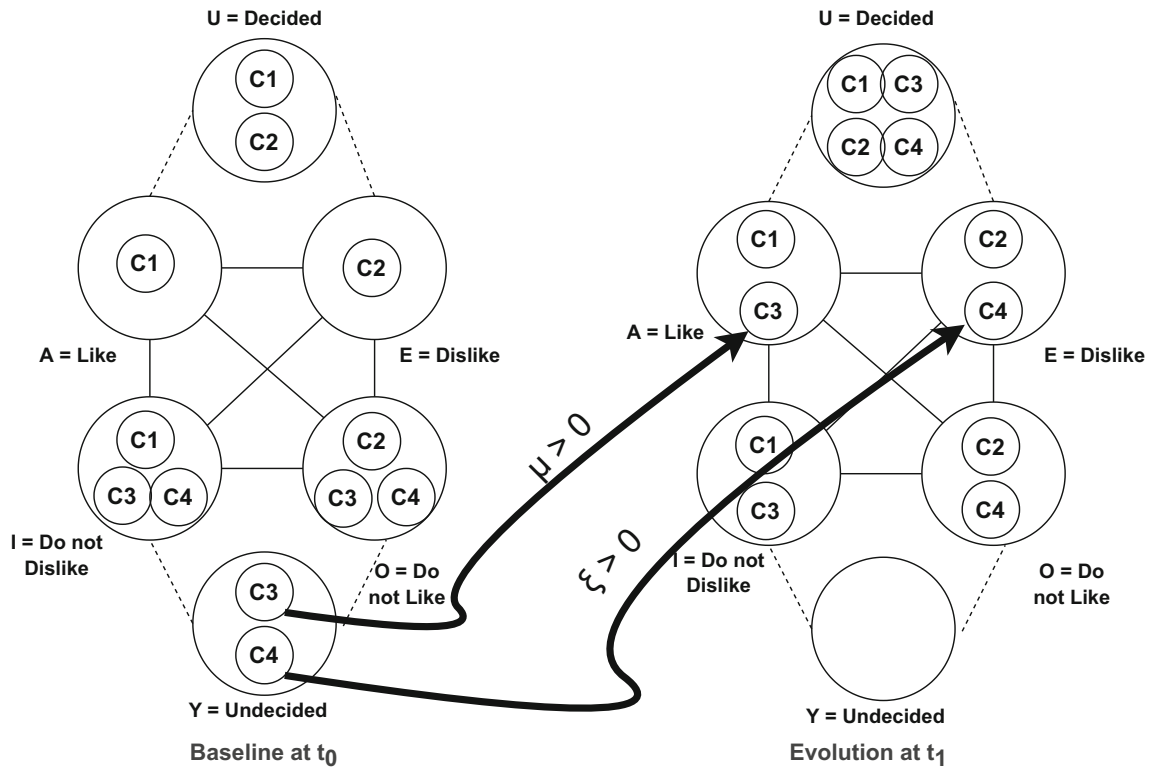 U = Decided
C1
C2
C1
C2
A = Like
E = Dislike
C1
C3 C4
C2
C3 C4
I = Do not
Dislike
O = Do
not Like
C3
C4
Y = Undecided
Baseline at t0
μ > 0
ξ > 0
U = Decided
C1 C3
C2 C4
C1
C3
C2
C4
A = Like
E = Dislike
C1
C3
C2
C4
I = Do not
Dislike
O = Do
not Like
Y = Undecided
Evolution at t1